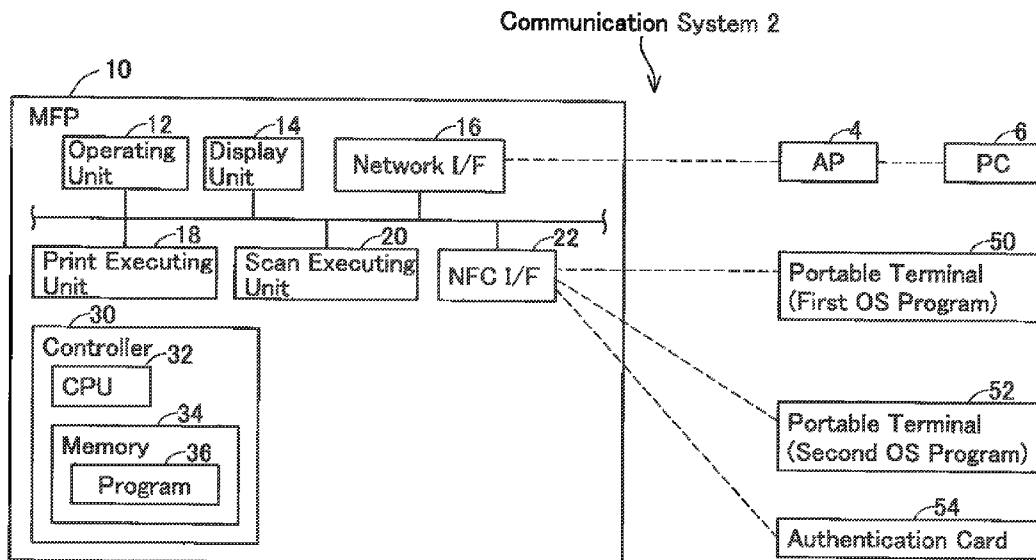 Communication System 2
10
MFP
12
Operating
Unit
14
Display
Unit
16
Network I/F
4
AP
6
PC
18
Print Executing
Unit
20
Scan Executing
Unit
22
NFC I/F
50
Portable Terminal
(First OS Program)
30
Controller
32
CPU
34
Memory
36
Program
52
Portable Terminal
(Second OS Program)
54
Authentication Card